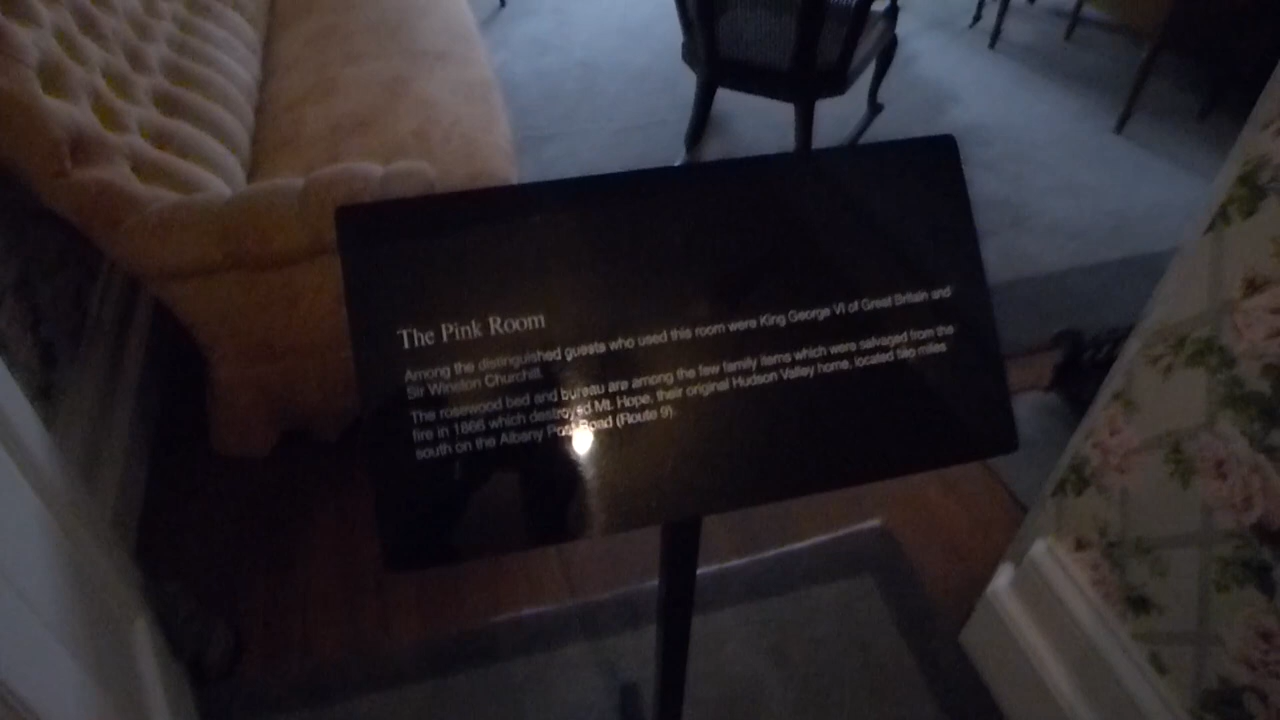 The Pink Room
Among the distinguished guests who used this room were King George VI of Great Britain and
Sir Winston Churchill.
The rosewood bed and bureau are among the few family items which were salvaged from the
fire in 1866 which destroyed Mt. Hope, their original Hudson Valley home, located two miles
south on the Albany Post Road (Route 9).